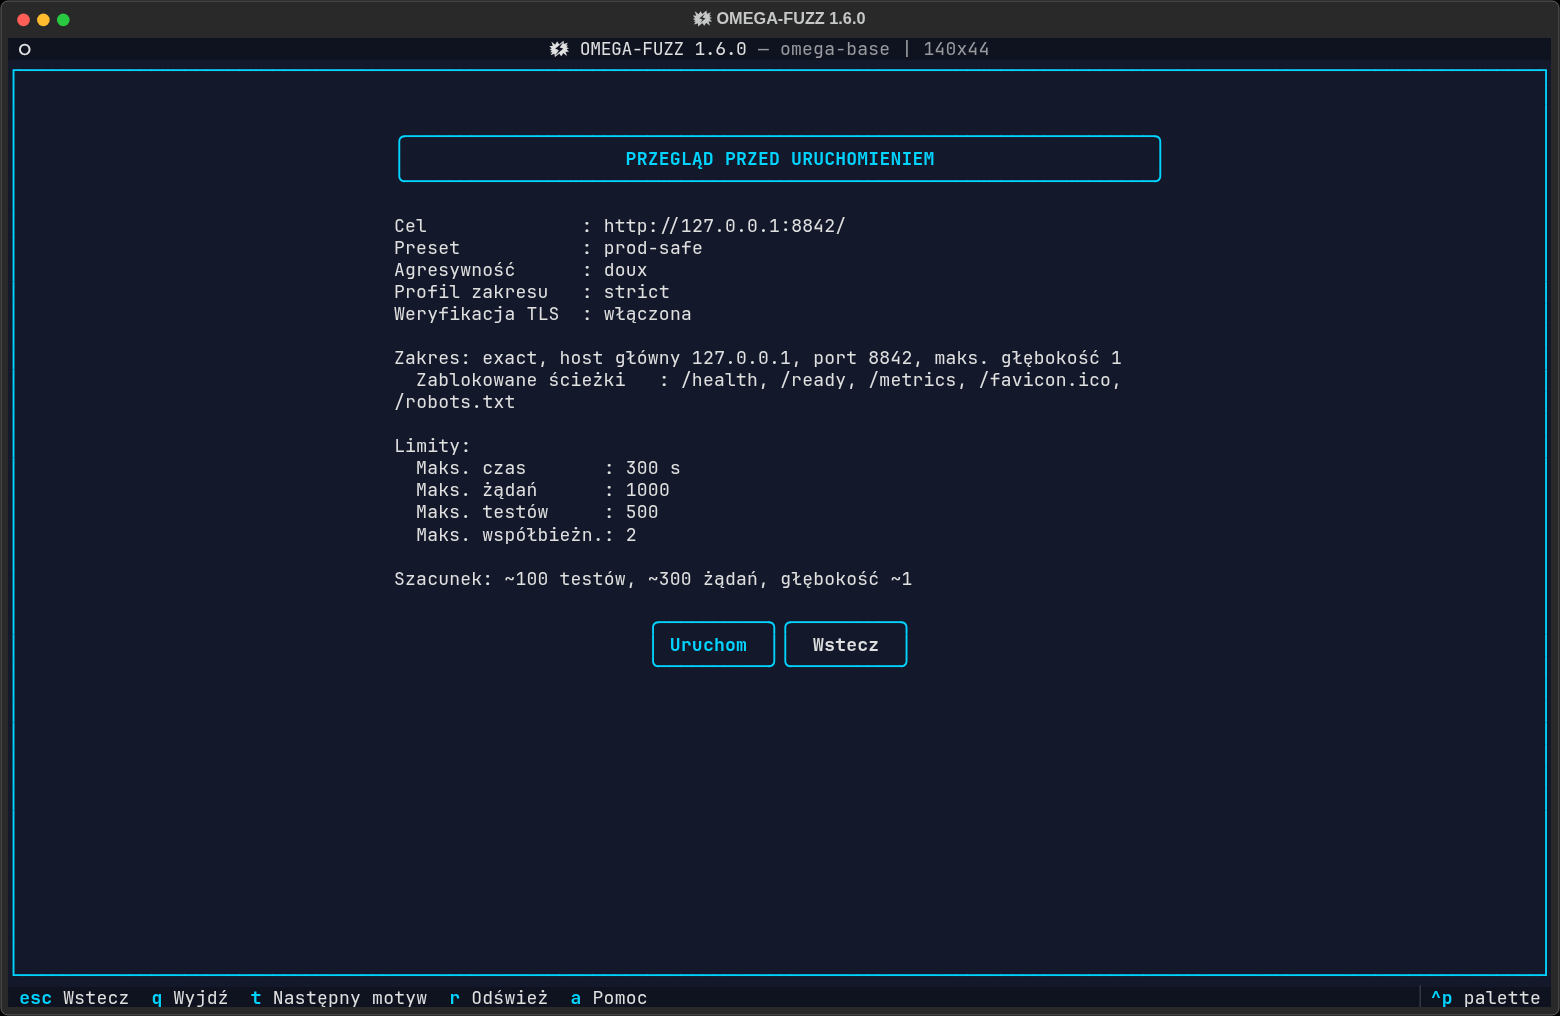 OMEGA-FUZZ 1.6.0
OMEGA-FUZZ 1.6.0 — omega-base | 140x44
PRZEGLĄD PRZED URUCHOMIENIEM
Cel : http://127.0.0.1:8842/
Preset : prod-safe
Agresywność : doux
Profil zakresu : strict
Weryfikacja TLS : włączona
Zakres: exact, host główny 127.0.0.1, port 8842, maks. głębokość 1
Zablokowane ścieżki : /health, /ready, /metrics, /favicon.ico,
/robots.txt
Limity:
Maks. czas : 300 s
Maks. żądań : 1000
Maks. testów : 500
Maks. współbieżn.: 2
Szacunek: ~100 testów, ~300 żądań, głębokość ~1
Uruchom Wstecz
esc Wstecz q Wyjdź t Następny motyw r Odśwież a Pomoc ^p palette